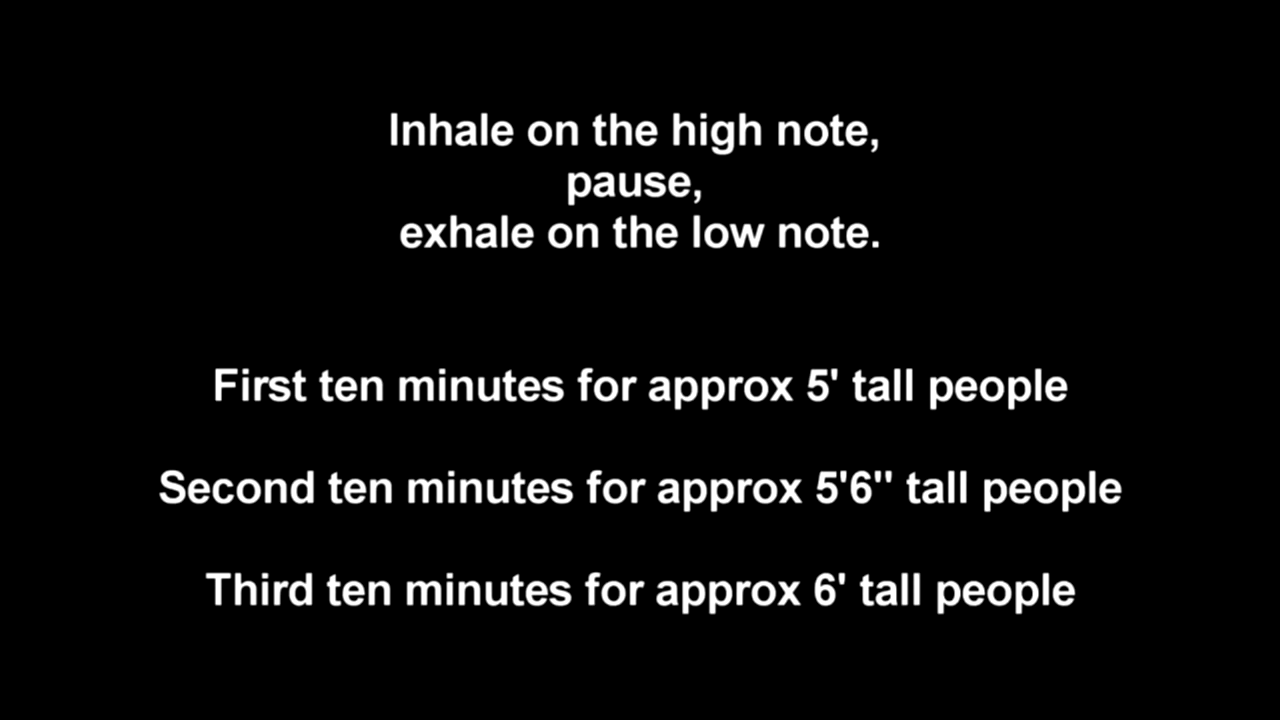 Inhale on the high note,
pause,
exhale on the low note.
First ten minutes for approx 5' tall people
Second ten minutes for approx 5'6" tall people
Third ten minutes for approx 6' tall people